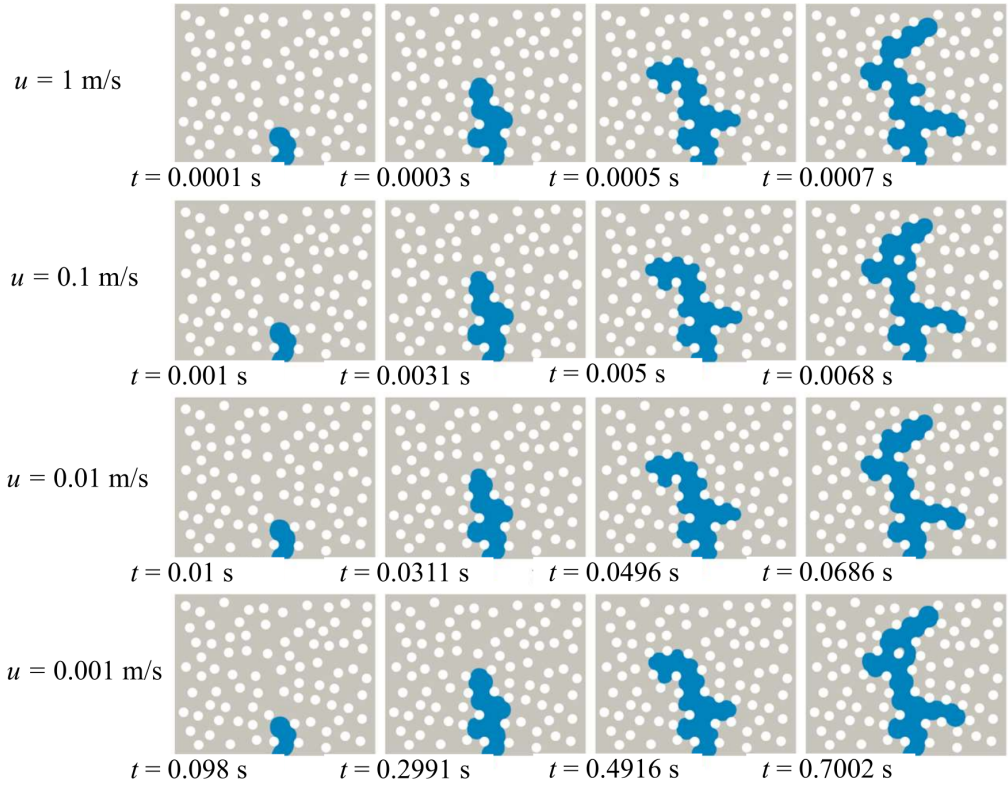 u = 1 m/s
t = 0.0001 s t = 0.0003 s t = 0.0005 s t = 0.0007 s
u = 0.1 m/s
t = 0.001 s t = 0.0031 s t = 0.005 s t = 0.0068 s
u = 0.01 m/s
t = 0.01 s t = 0.0311 s t = 0.0496 s t = 0.0686 s
u = 0.001 m/s
t = 0.098 s t = 0.2991 s t = 0.4916 s t = 0.7002 s